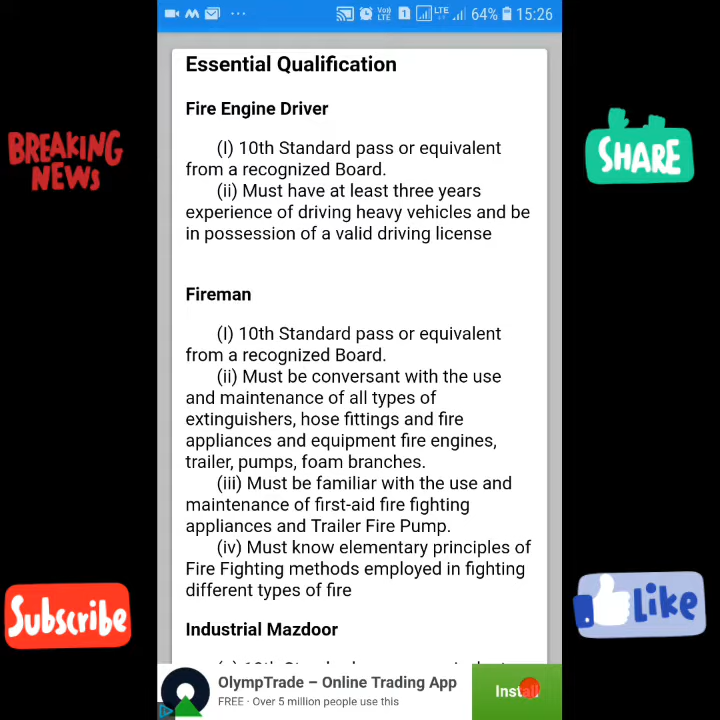 Vo))
LTE
1
LTE
64%
15:26
Essential Qualification
Fire Engine Driver
(I) 10th Standard pass or equivalent
from a recognized Board.
(ii) Must have at least three years
experience of driving heavy vehicles and be
in possession of a valid driving license
BREAKING
NEWS
SHARE
Fireman
(I) 10th Standard pass or equivalent
from a recognized Board.
(ii) Must be conversant with the use
and maintenance of all types of
extinguishers, hose fittings and fire
appliances and equipment fire engines,
trailer, pumps, foam branches.
(iii) Must be familiar with the use and
maintenance of first-aid fire fighting
appliances and Trailer Fire Pump.
(iv) Must know elementary principles of
Fire Fighting methods employed in fighting
different types of fire
Subscribe
Like
Industrial Mazdoor
OlympTrade – Online Trading App
FREE · Over 5 million people use this
Install